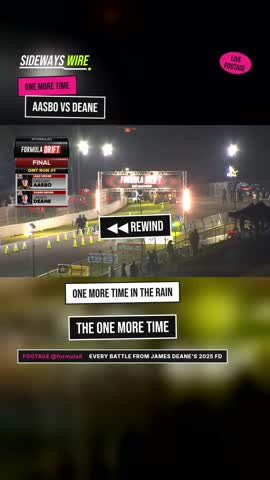 SIDEWAYS WIRE.
LIVE FOOTAGE
ONE MORE TIME
AASBO VS DEANE
FORMULA DRIFT
FINAL
OMT RUN #1
AASBO
DEANE
FORMULA DRIFT
REWIND
ONE MORE TIME IN THE RAIN
THE ONE MORE TIME
FOOTAGE @formulad EVERY BATTLE FROM JAMES DEANE'S 2025 FD